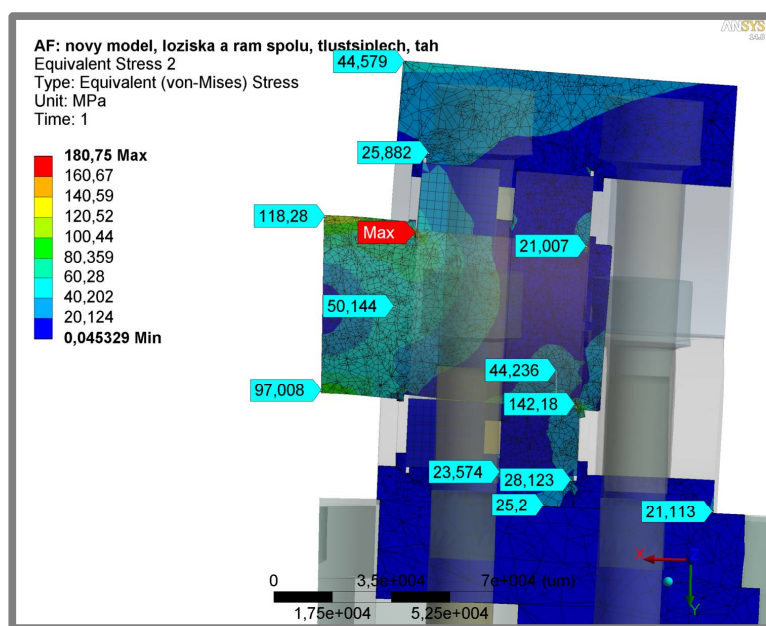 ANSYS
14.0
AF: novy model, loziska a ram spolu, tlustsiplech, tah
Equivalent Stress 2
Type: Equivalent (von-Mises) Stress
Unit: MPa
Time: 1
180,75 Max
160,67
140,59
120,52
100,44
80,359
60,28
40,202
20,124
0,045329 Min
44,579
25,882
118,28
Max
21,007
50,144
44,236
97,008
142,18
23,574
28,123
25,2
21,113
X
Y
0
3,5e+004
7e+004 (um)
1,75e+004
5,25e+004